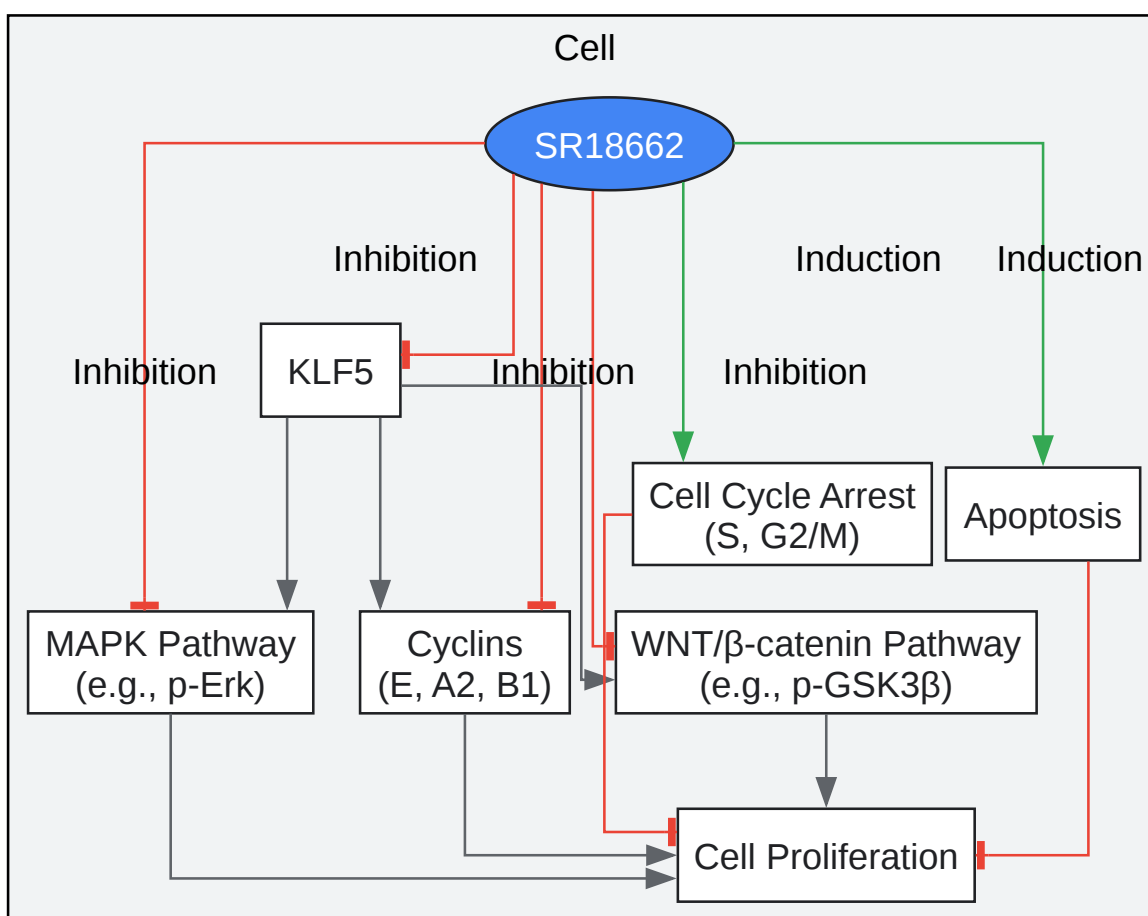 Cell
SR18662
Inhibition
Induction
Induction
Inhibition
KLF5
Inhibition
Inhibition
Cell Cycle Arrest
(S, G2/M)
Apoptosis
MAPK Pathway
(e.g., p-Erk)
Cyclins
(E, A2, B1)
WNT/β-catenin Pathway
(e.g., p-GSK3β)
Cell Proliferation